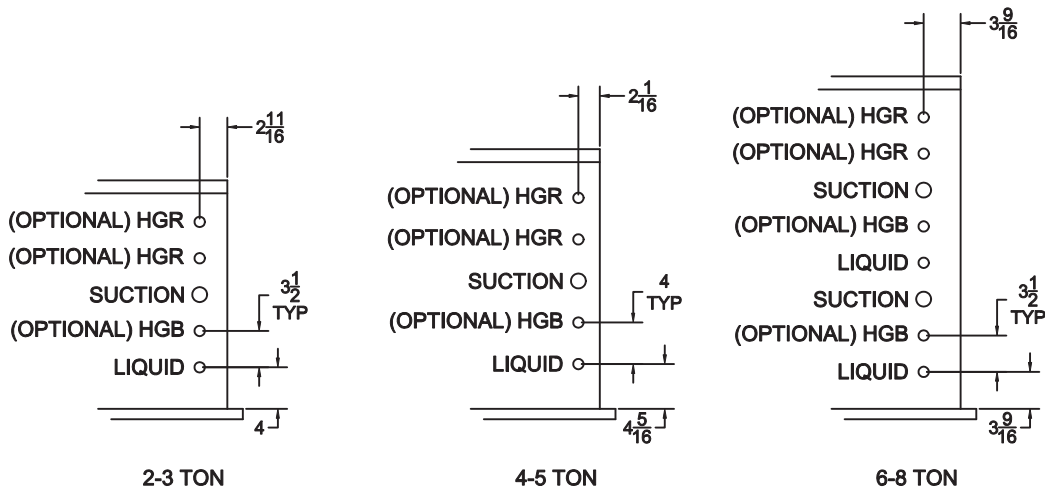 2 11/16
(OPTIONAL) HGR
(OPTIONAL) HGR
SUCTION
3 1/2
TYP
(OPTIONAL) HGB
LIQUID
4
2-3 TON
2 1/16
(OPTIONAL) HGR
(OPTIONAL) HGR
SUCTION
4
TYP
(OPTIONAL) HGB
LIQUID
4 5/16
4-5 TON
3 9/16
(OPTIONAL) HGR
(OPTIONAL) HGR
SUCTION
(OPTIONAL) HGB
LIQUID
SUCTION
3 1/2
TYP
(OPTIONAL) HGB
LIQUID
3 9/16
6-8 TON